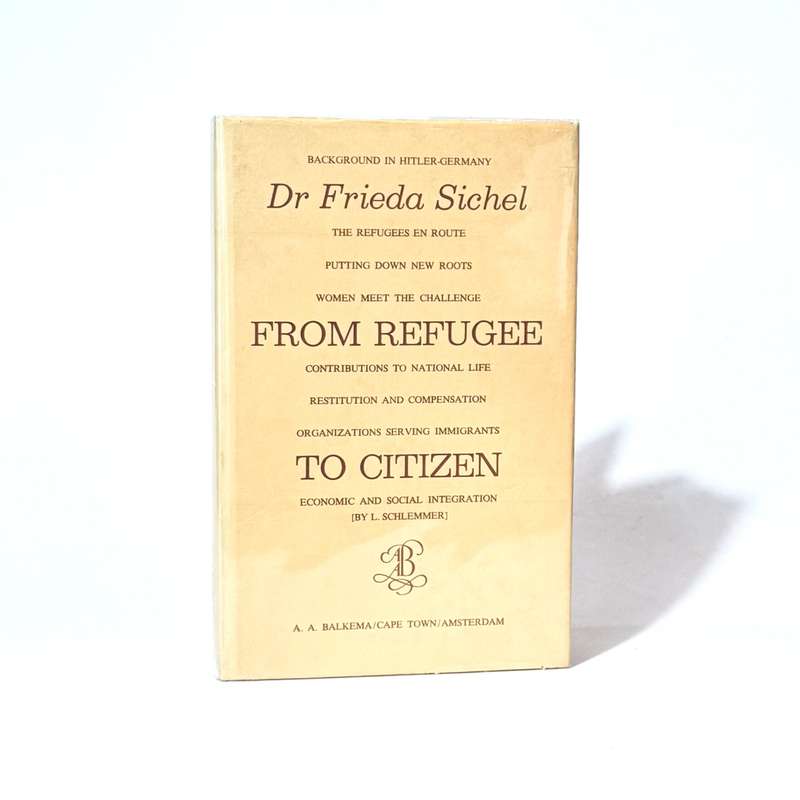 BACKGROUND IN HITLER-GERMANY
Dr Frieda Sichel
THE REFUGEES EN ROUTE
PUTTING DOWN NEW ROOTS
WOMEN MEET THE CHALLENGE
FROM REFUGEE
CONTRIBUTIONS TO NATIONAL LIFE
RESTITUTION AND COMPENSATION
ORGANIZATIONS SERVING IMMIGRANTS
TO CITIZEN
ECONOMIC AND SOCIAL INTEGRATION
[BY L. SCHLEMMER]
AAB
A. A. BALKEMA/CAPE TOWN/AMSTERDAM